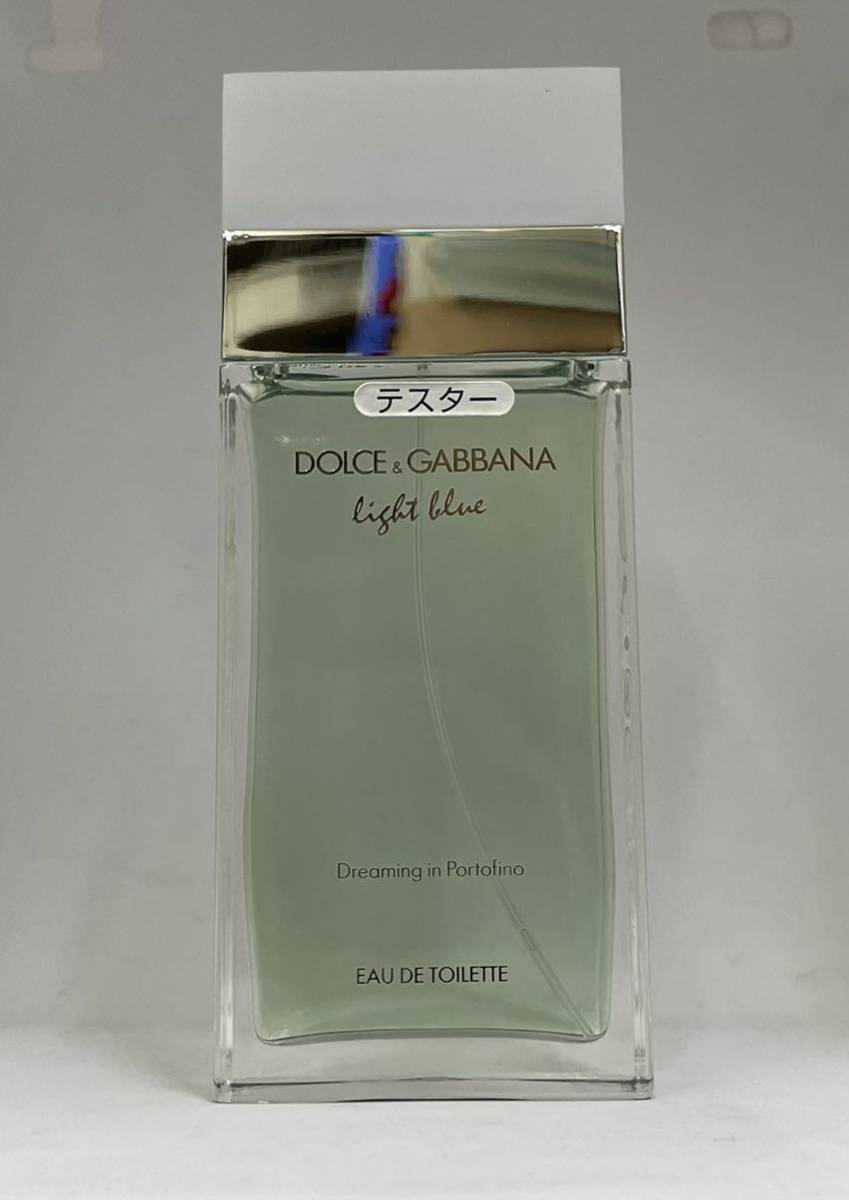 テスター
DOLCE & GABBANA
light blue
Dreaming in Portofino
EAU DE TOILETTE